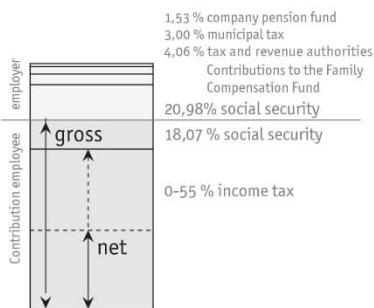 1,53 % company pension fund
3,00 % municipal tax
4,06 % tax and revenue authorities
Contributions to the Family
Compensation Fund
employer
20,98% social security
gross
18,07 % social security
Contribution employee
0-55 % income tax
net